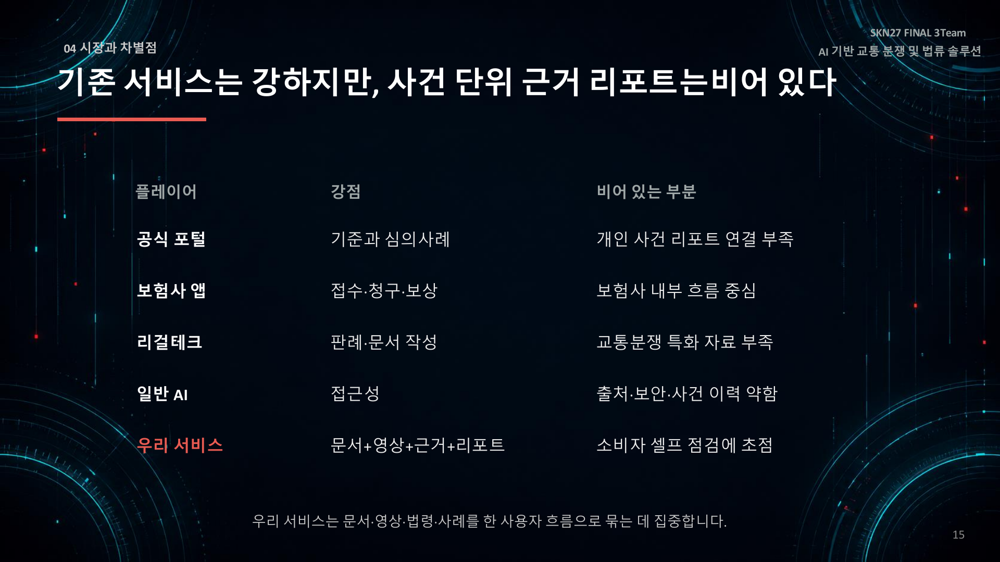 SKN27 FINAL 3Team
04 시장과 차별점
AI 기반 교통 분쟁 및 법류 솔루션
기존 서비스는 강하지만, 사건 단위 근거 리포트는비어 있다
플레이어 강점 비어 있는 부분
공식 포털 기준과 심의사례 개인 사건 리포트 연결 부족
보험사 앱 접수·청구·보상 보험사 내부 흐름 중심
리걸테크 판례·문서 작성 교통분쟁 특화 자료 부족
일반 AI 접근성 출처·보안·사건 이력 약함
우리 서비스 문서+영상+근거+리포트 소비자 셀프 점검에 초점
우리 서비스는 문서·영상·법령·사례를 한 사용자 흐름으로 묶는 데 집중합니다.
15